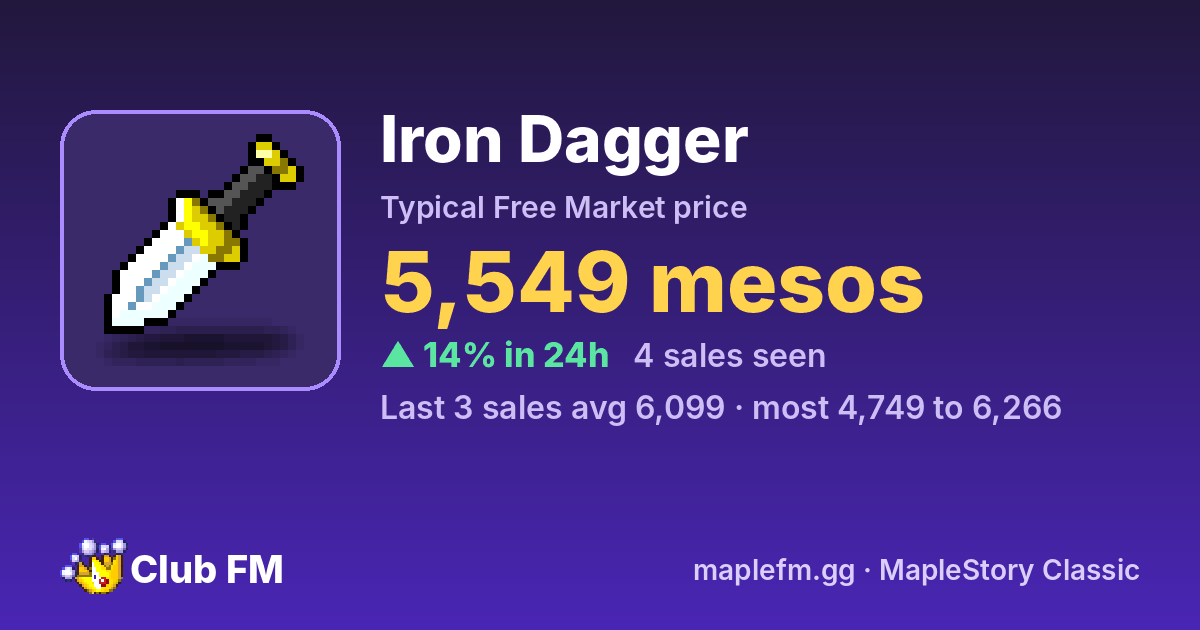 Iron Dagger
Typical Free Market price
5,549 mesos
▲ 14% in 24h 4 sales seen
Last 3 sales avg 6,099 · most 4,749 to 6,266
Club FM
maplefm.gg · MapleStory Classic